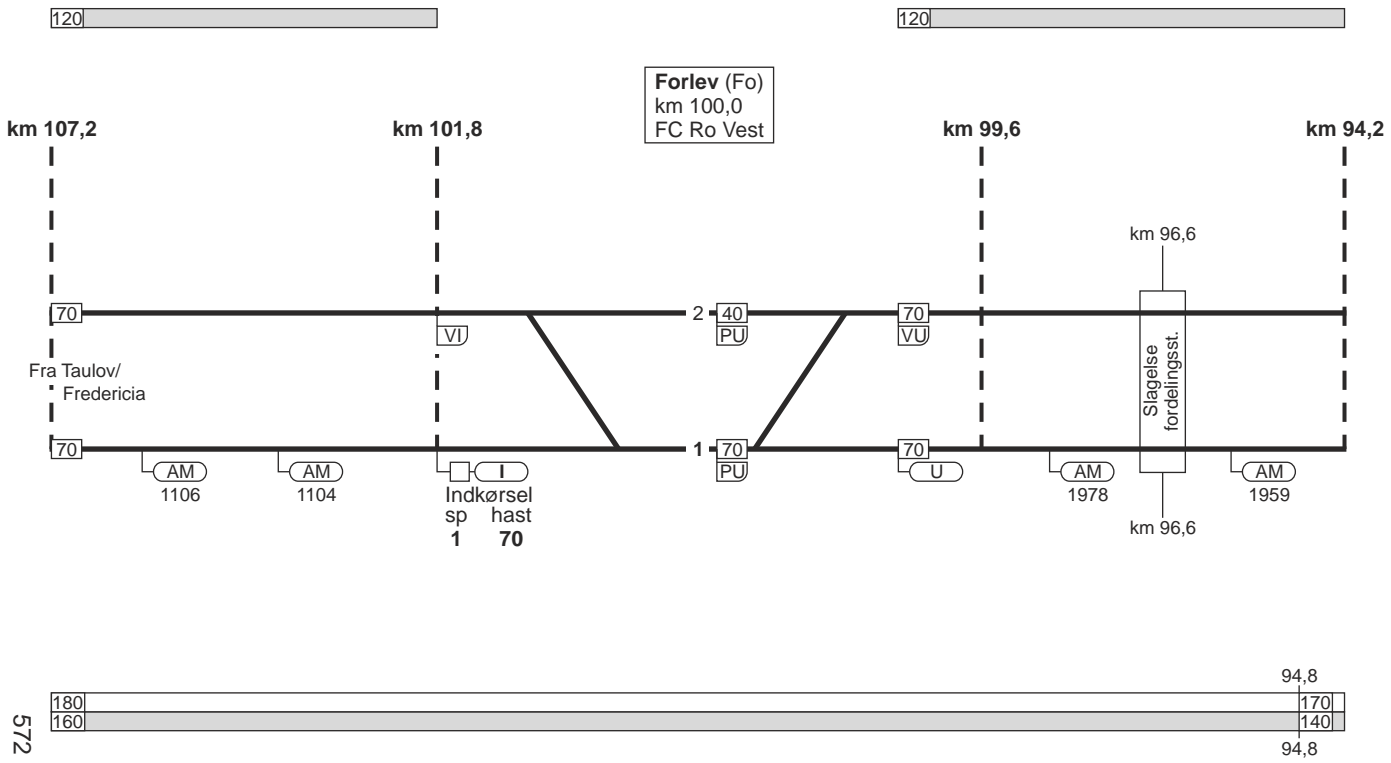 120
120
Forlev (Fo)
km 100,0
FC Ro Vest
km 107,2
km 101,8
km 99,6
km 94,2
km 96,6
70
2
40
70
VI
PU
VU
Fra Taulov/
Fredericia
Slagelse
fordelingsst.
70
1
70
70
AM
AM
I
PU
U
AM
AM
1106
1104
Indkørsel
1978
1959
sp hast
1 70
km 96,6
94,8
180
170
160
140
94,8
572